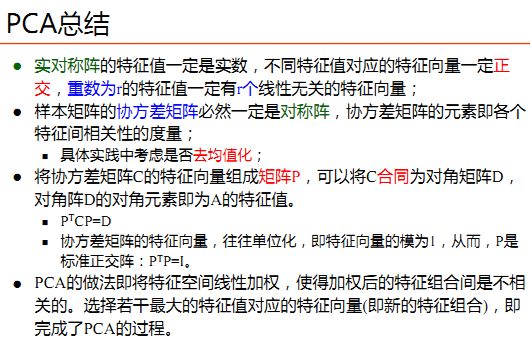 PCA总结
● 实对称阵的特征值一定是实数，不同特征值对应的特征向量一定正
交，重数为r的特征值一定有r个线性无关的特征向量；
● 样本矩阵的协方差矩阵必然一定是对称阵，协方差矩阵的元素即各个
特征间相关性的度量；
▪ 具体实践中考虑是否去均值化；
● 将协方差矩阵C的特征向量组成矩阵P，可以将C合同为对角矩阵D，
对角阵D的对角元素即为A的特征值。
▪ PᵀCP=D
▪ 协方差矩阵的特征向量，往往单位化，即特征向量的模为1，从而，P是
标准正交阵：PᵀP=I。
● PCA的做法即将特征空间线性加权，使得加权后的特征组合间是不相
关的。选择若干最大的特征值对应的特征向量(即新的特征组合)，即
完成了PCA的过程。